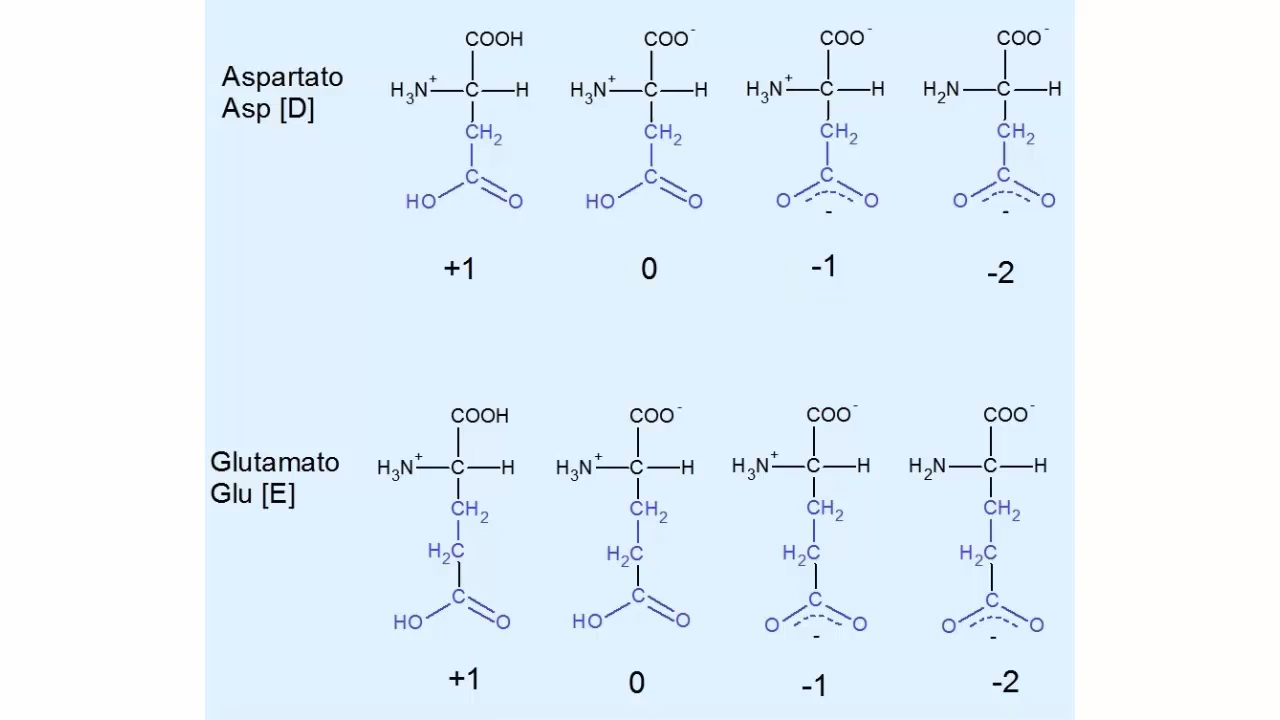 Aspartato
Asp [D]
COOH COO⁻ COO⁻ COO⁻
H₃N⁺ C H H₃N⁺ C H H₃N⁺ C H H₂N C H
CH₂ CH₂ CH₂ CH₂
C C C C
HO O HO O O O O O
- -
+1 0 -1 -2
Glutamato
Glu [E]
COOH COO⁻ COO⁻ COO⁻
H₃N⁺ C H H₃N⁺ C H H₃N⁺ C H H₂N C H
CH₂ CH₂ CH₂ CH₂
H₂C H₂C H₂C H₂C
C C C C
HO O HO O O O O O
- -
+1 0 -1 -2